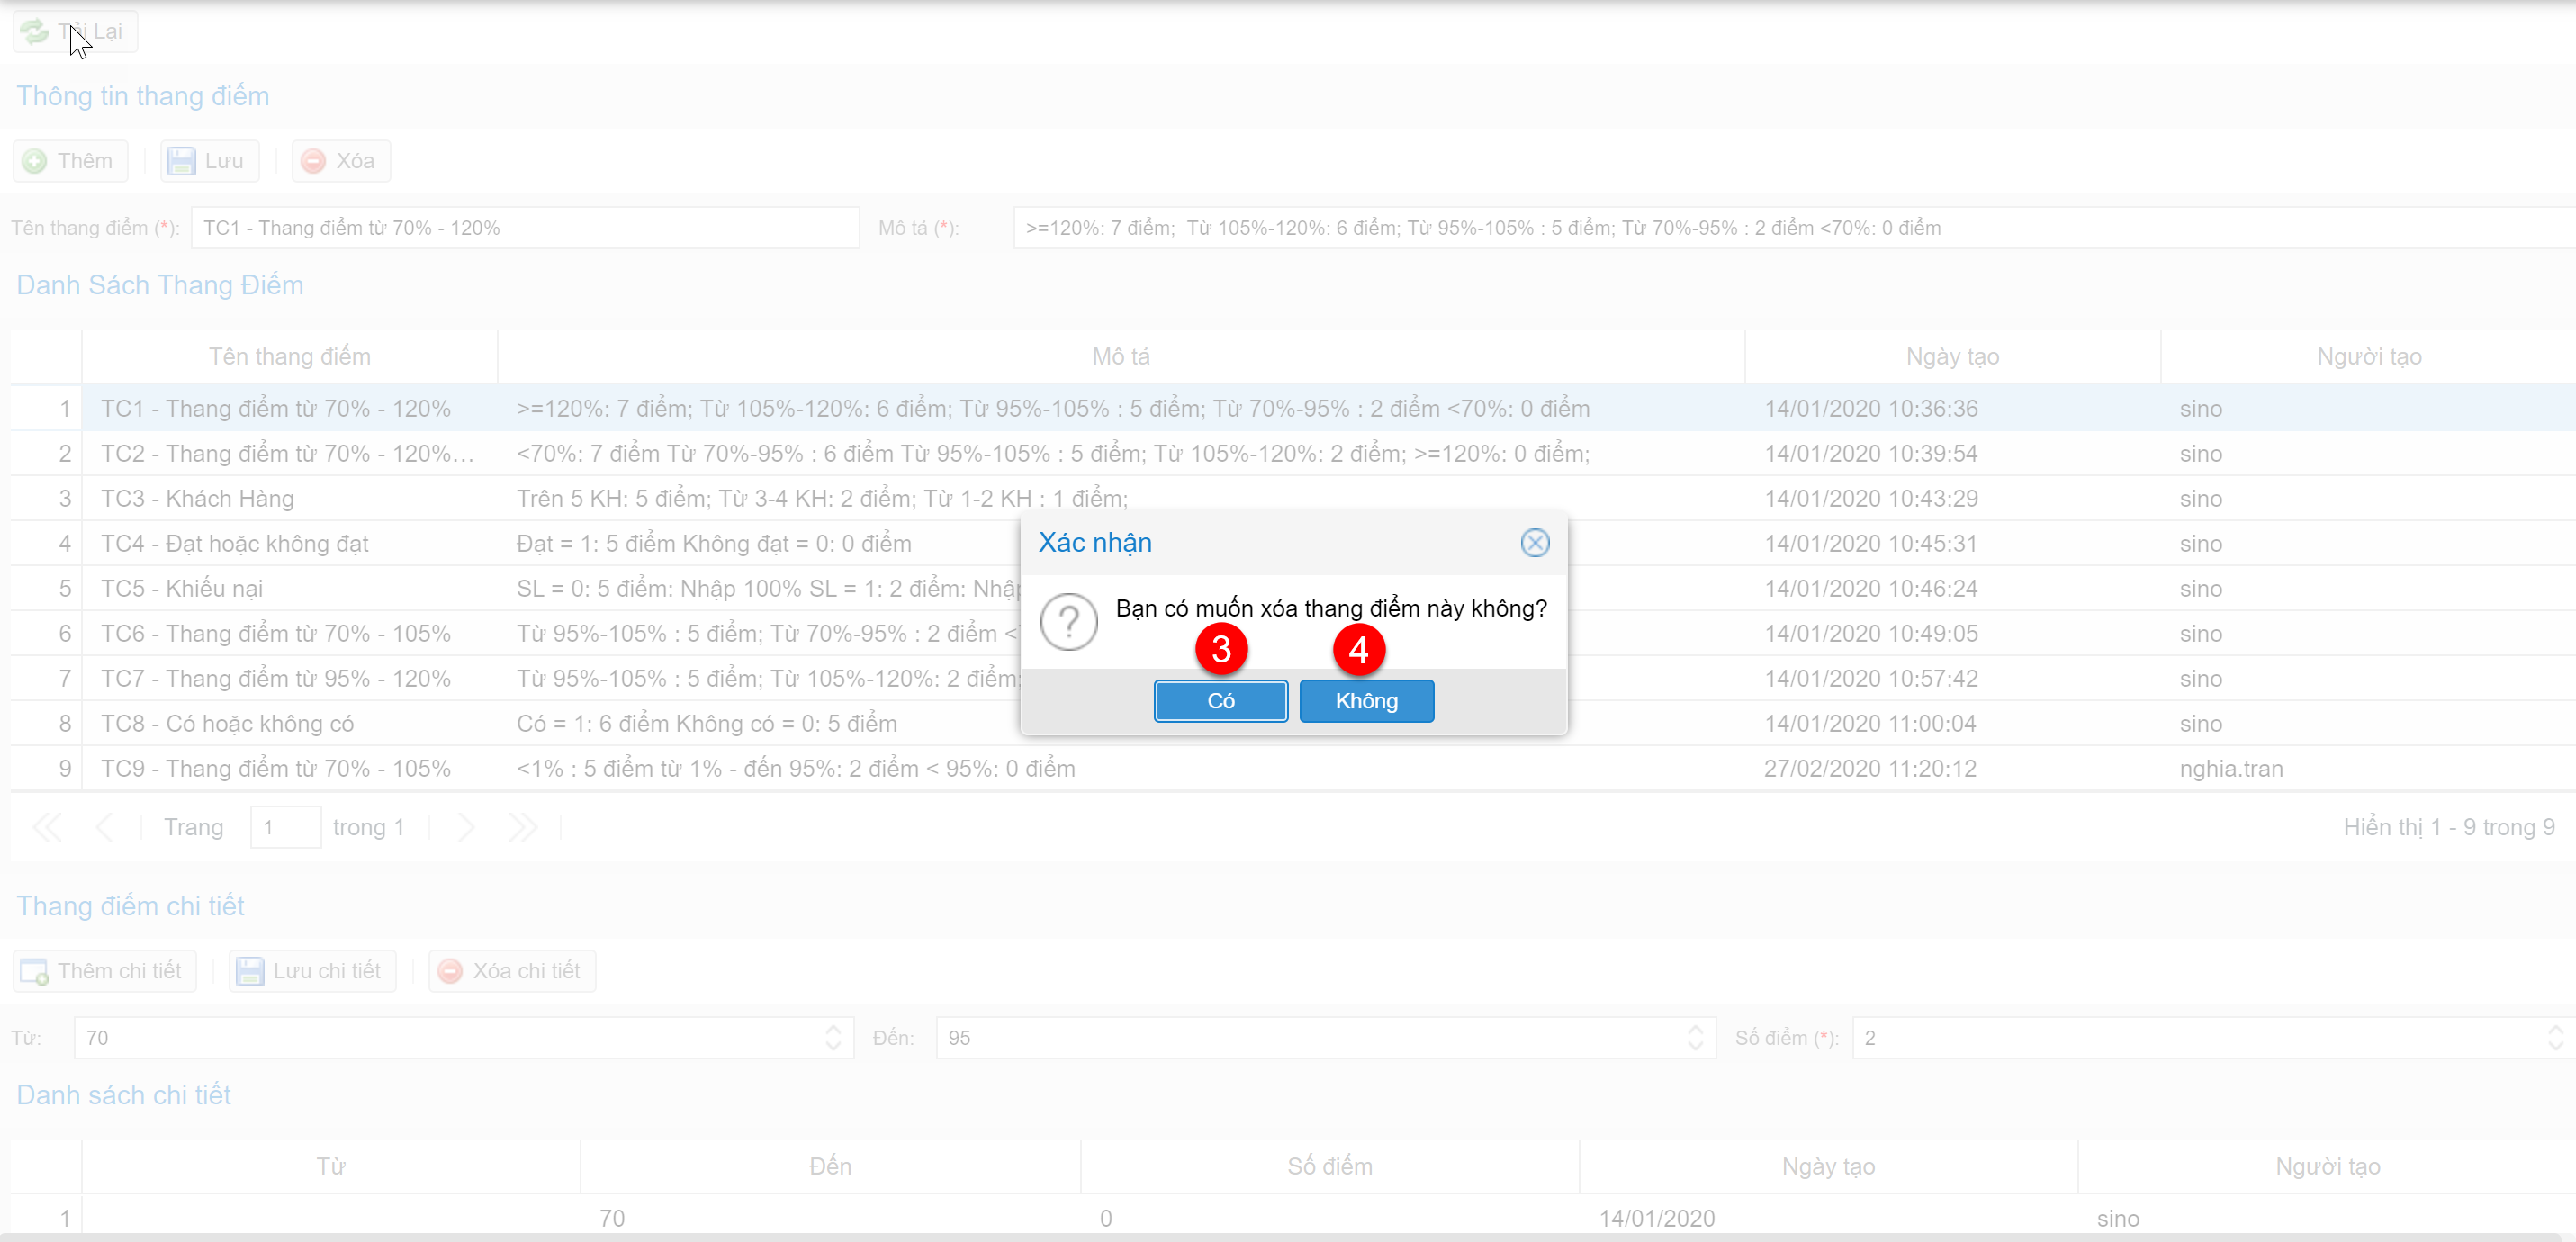 Tải Lại
Thông tin thang điểm
Thêm Lưu Xóa
Tên thang điểm (*): TC1 - Thang điểm từ 70% - 120% Mô tả (*): >=120%: 7 điểm; Từ 105%-120%: 6 điểm; Từ 95%-105% : 5 điểm; Từ 70%-95% : 2 điểm <70%: 0 điểm
Danh Sách Thang Điểm
Tên thang điểm Mô tả Ngày tạo Người tạo
1 TC1 - Thang điểm từ 70% - 120% >=120%: 7 điểm; Từ 105%-120%: 6 điểm; Từ 95%-105% : 5 điểm; Từ 70%-95% : 2 điểm <70%: 0 điểm 14/01/2020 10:36:36 sino
2 TC2 - Thang điểm từ 70% - 120%... <70%: 7 điểm Từ 70%-95% : 6 điểm Từ 95%-105% : 5 điểm; Từ 105%-120%: 2 điểm; >=120%: 0 điểm; 14/01/2020 10:39:54 sino
3 TC3 - Khách Hàng Trên 5 KH: 5 điểm; Từ 3-4 KH: 2 điểm; Từ 1-2 KH : 1 điểm; 14/01/2020 10:43:29 sino
4 TC4 - Đạt hoặc không đạt Đạt = 1: 5 điểm Không đạt = 0: 0 điểm 14/01/2020 10:45:31 sino
5 TC5 - Khiếu nại SL = 0: 5 điểm: Nhập 100% SL = 1: 2 điểm: Nhập 14/01/2020 10:46:24 sino
6 TC6 - Thang điểm từ 70% - 105% Từ 95%-105% : 5 điểm; Từ 70%-95% : 2 điểm < 14/01/2020 10:49:05 sino
7 TC7 - Thang điểm từ 95% - 120% Từ 95%-105% : 5 điểm; Từ 105%-120%: 2 điểm; 14/01/2020 10:57:42 sino
8 TC8 - Có hoặc không có Có = 1: 6 điểm Không có = 0: 5 điểm 14/01/2020 11:00:04 sino
9 TC9 - Thang điểm từ 70% - 105% <1% : 5 điểm từ 1% - đến 95%: 2 điểm < 95%: 0 điểm 27/02/2020 11:20:12 nghia.tran
Xác nhận
Bạn có muốn xóa thang điểm này không?
3 4
Có Không
Trang 1 trong 1 Hiển thị 1 - 9 trong 9
Thang điểm chi tiết
Thêm chi tiết Lưu chi tiết Xóa chi tiết
Từ: 70 Đến: 95 Số điểm (*): 2
Danh sách chi tiết
Từ Đến Số điểm Ngày tạo Người tạo
1 70 0 14/01/2020 sino